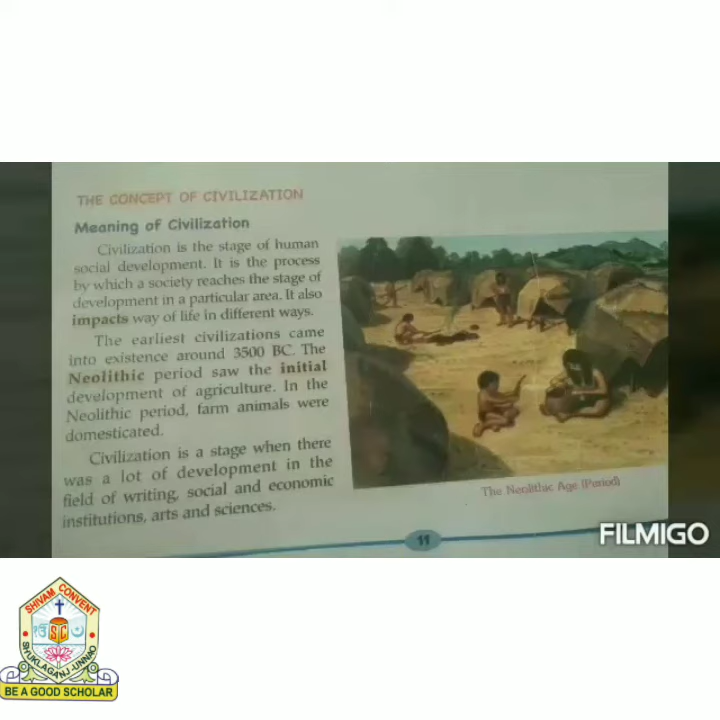 THE CONCEPT OF CIVILIZATION
Meaning of Civilization
Civilization is the stage of human
social development. It is the process
by which a society reaches the stage of
development in a particular area. It also
impacts way of life in different ways.
The earliest civilizations came
into existence around 3500 BC. The
Neolithic period saw the initial
development of agriculture. In the
Neolithic period, farm animals were
domesticated.
Civilization is a stage when there
was a lot of development in the
field of writing, social and economic
institutions, arts and sciences.
The Neolithic Age (Period)
11
FILMIGO
SHIVAM CONVENT
SC
SHUKLAGANJ-UNNAO
BE A GOOD SCHOLAR